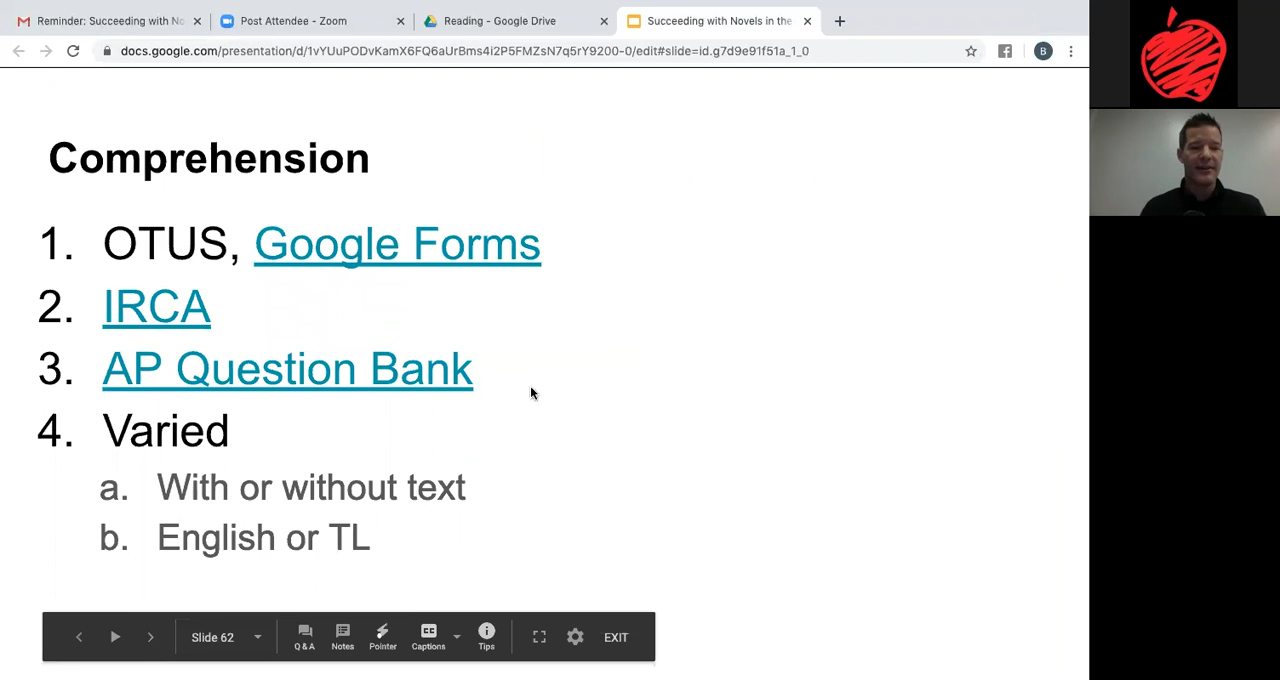 Reminder: Succeeding with No
Post Attendee - Zoom
Reading - Google Drive
Succeeding with Novels in the
docs.google.com/presentation/d/1vYUuPODvKamX6FQ6aUrBms4i2P5FMZsN7q5rY9200-0/edit#slide=id.g7d9e91f51a_1_0
B
Comprehension
1. OTUS, Google Forms
2. IRCA
3. AP Question Bank
4. Varied
a. With or without text
b. English or TL
Slide 62
Q & A
Notes
Pointer
CC
Captions
Tips
EXIT